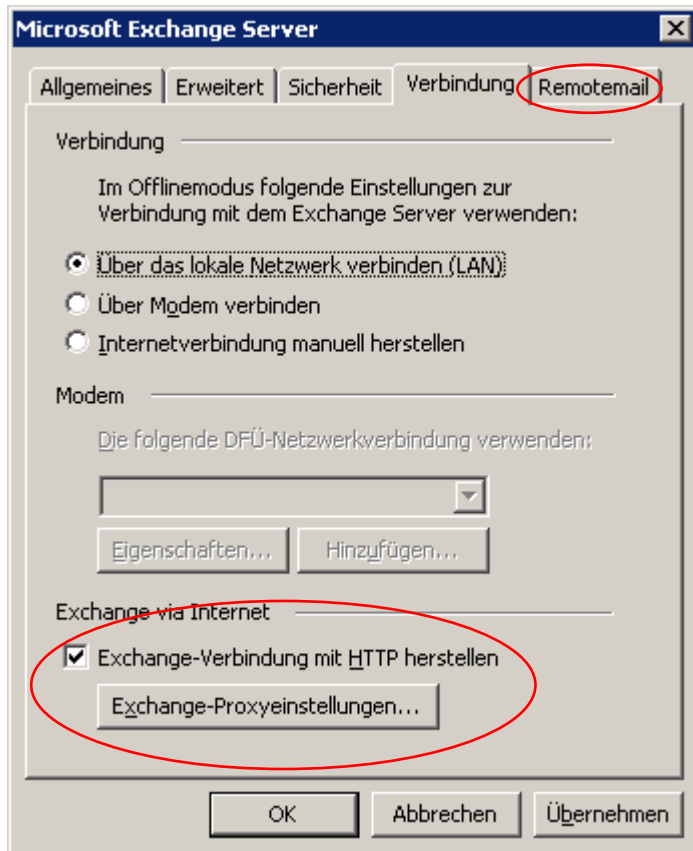 Microsoft Exchange Server
Allgemeines Erweitert Sicherheit Verbindung Remotemail
Verbindung
Im Offlinemodus folgende Einstellungen zur
Verbindung mit dem Exchange Server verwenden:
Über das lokale Netzwerk verbinden (LAN)
Über Modem verbinden
Internetverbindung manuell herstellen
Modem
Die folgende DFÜ-Netzwerkverbindung verwenden:
Eigenschaften... Hinzufügen...
Exchange via Internet
Exchange-Verbindung mit HTTP herstellen
Exchange-Proxyeinstellungen...
OK Abbrechen Übernehmen